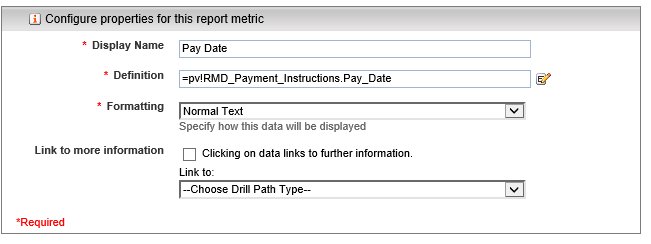 Configure properties for this report metric
* Display Name Pay Date
* Definition =pv!RMD_Payment_Instructions.Pay_Date
* Formatting Normal Text
Specify how this data will be displayed
Link to more information Clicking on data links to further information.
Link to:
--Choose Drill Path Type--
*Required